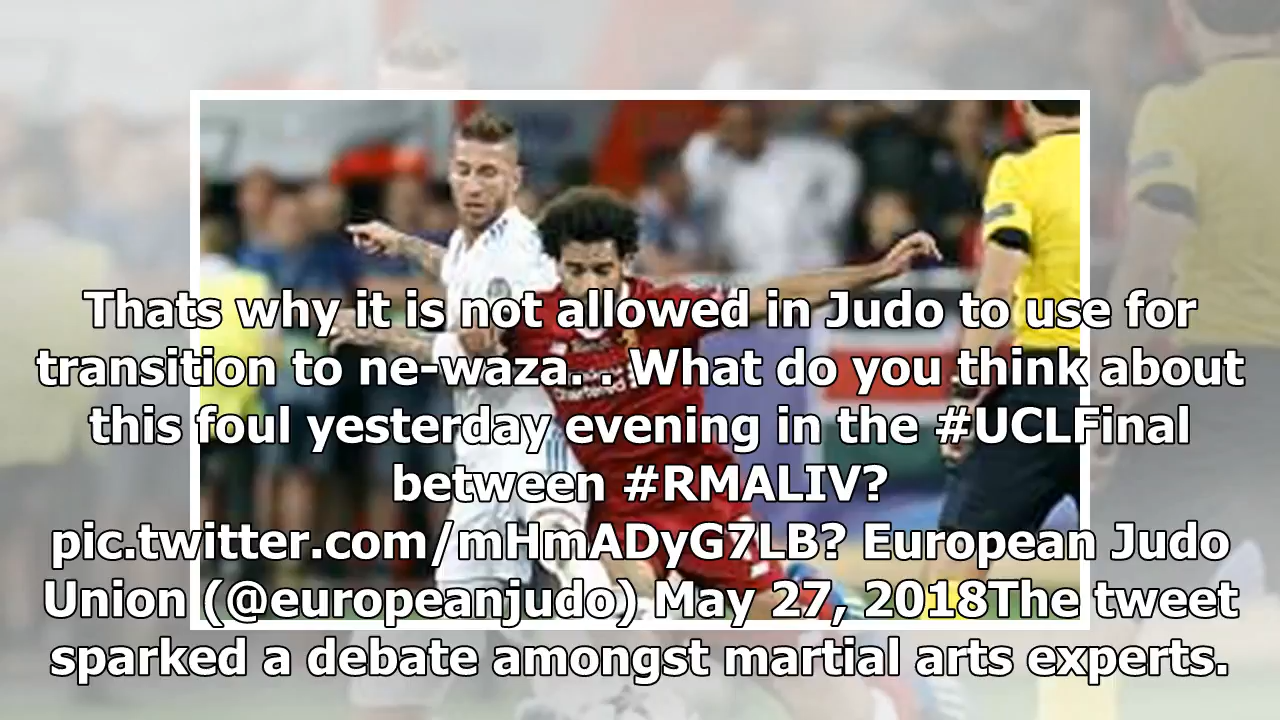 Thats why it is not allowed in Judo to use for
transition to ne-waza. . What do you think about
this foul yesterday evening in the #UCLFinal
between #RMALIV?
pic.twitter.com/mHmADyG7LB? European Judo
Union (@europeanjudo) May 27, 2018The tweet
sparked a debate amongst martial arts experts.